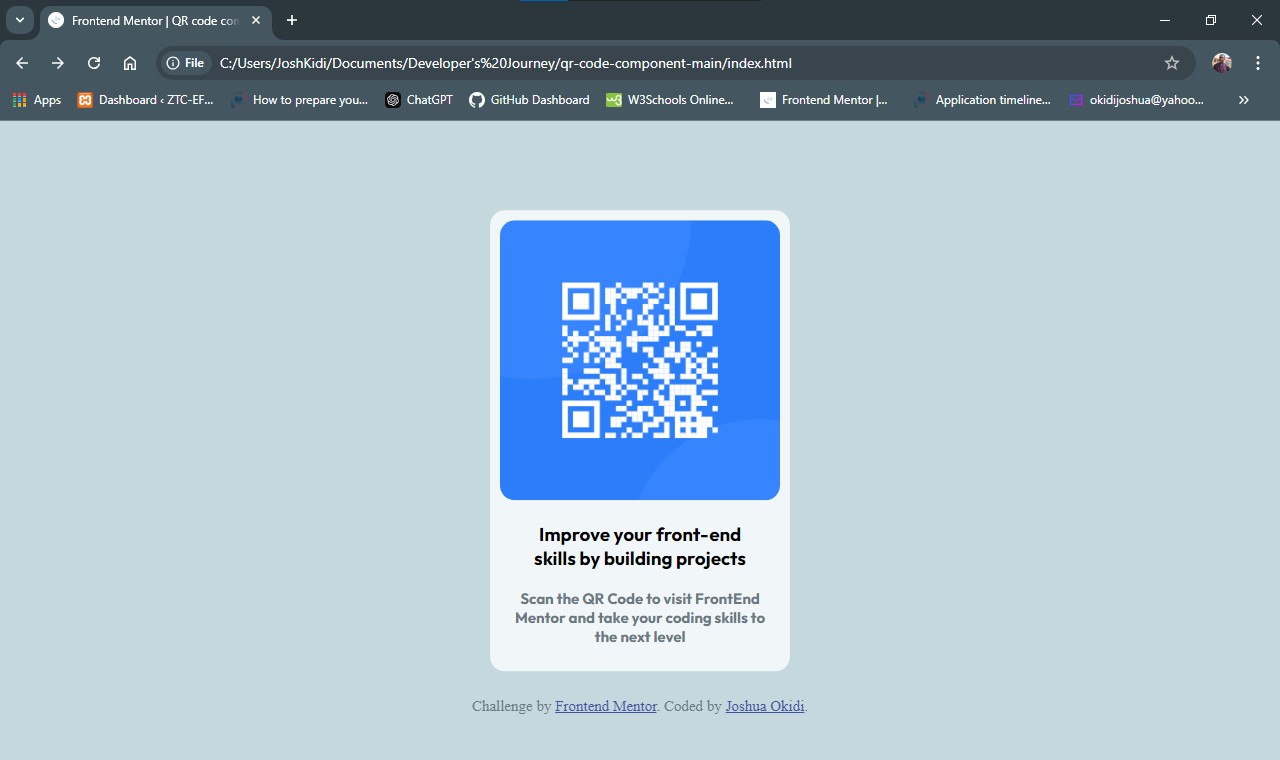 Frontend Mentor | QR code con
File
C:/Users/JoshKidi/Documents/Developer's%20Journey/qr-code-component-main/index.html
Apps
Dashboard ‹ ZTC-EF...
How to prepare you...
ChatGPT
GitHub Dashboard
W3Schools Online...
Frontend Mentor |...
Application timeline...
okidijoshua@yahoo...
Improve your front-end
skills by building projects
Scan the QR Code to visit FrontEnd
Mentor and take your coding skills to
the next level
Challenge by Frontend Mentor. Coded by Joshua Okidi.